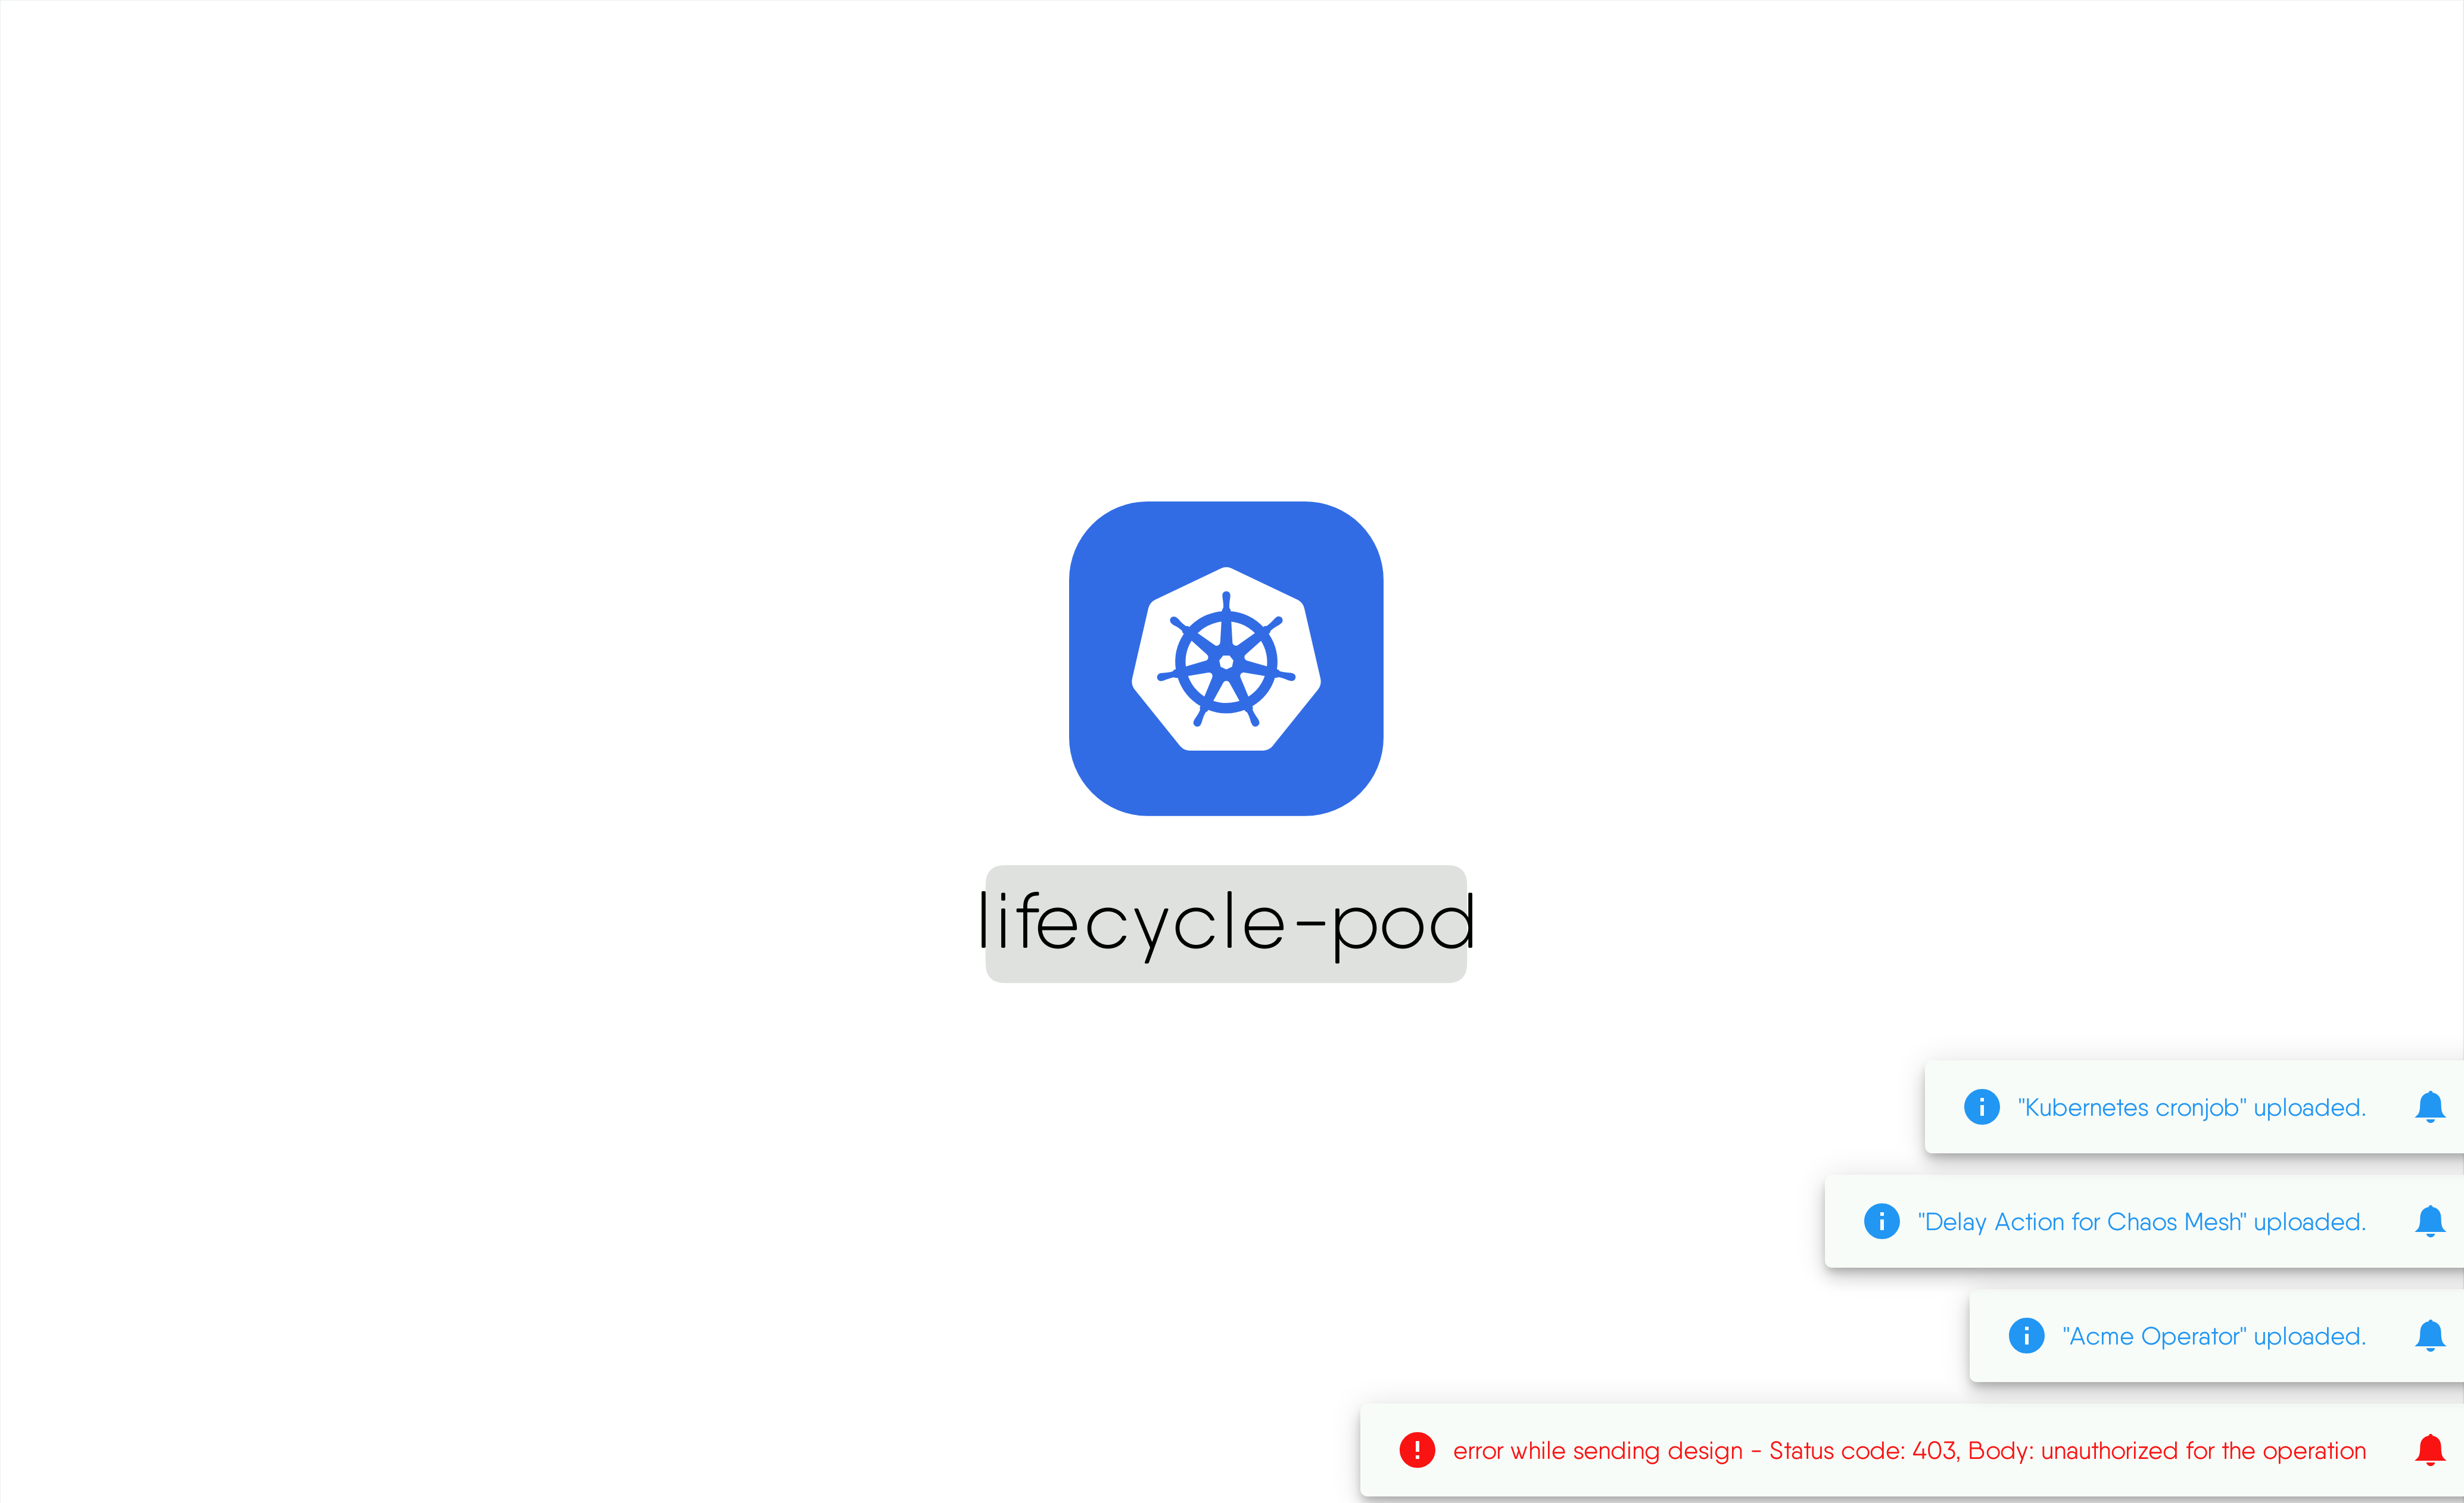 lifecycle-pod
"Kubernetes cronjob" uploaded.
"Delay Action for Chaos Mesh" uploaded.
"Acme Operator" uploaded.
error while sending design - Status code: 403, Body: unauthorized for the operation